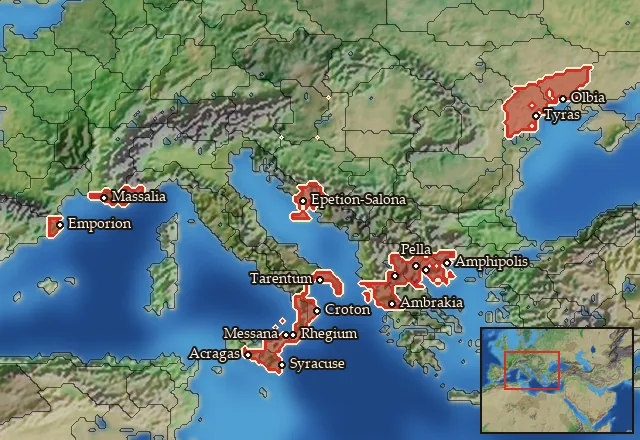 Olbia
Tyras
Massalia
Epetion-Salona
Emporion
Pella
Amphipolis
Tarentum
Ambrakia
Croton
Messana
Rhegium
Acragas
Syracuse